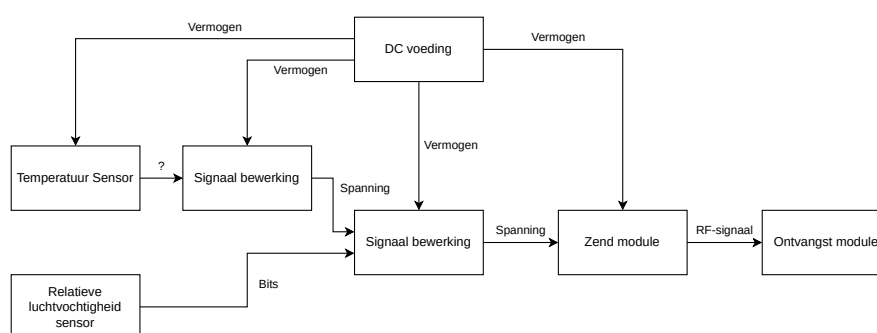 Vermogen
DC voeding
Vermogen
Vermogen
Vermogen
Temperatuur Sensor
?
Signaal bewerking
Spanning
Signaal bewerking
Spanning
Zend module
RF-signaal
Ontvangst module
Bits
Relatieve
luchtvochtigheid
sensor